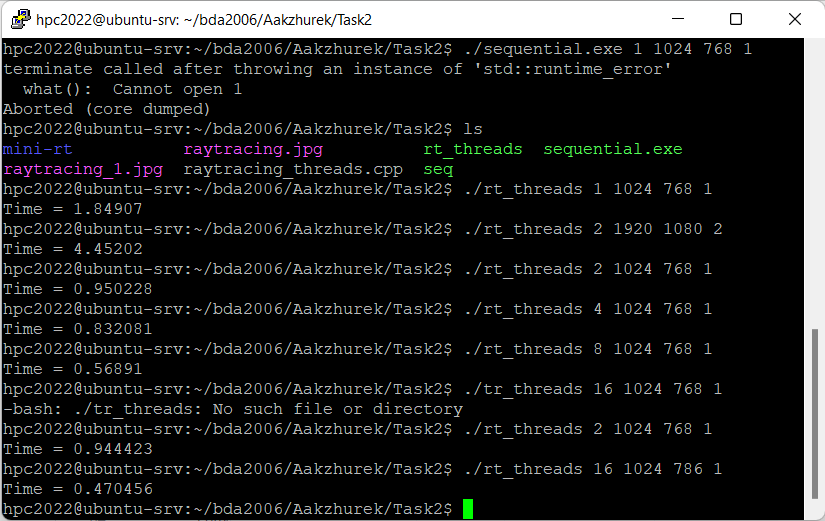 hpc2022@ubuntu-srv: ~/bda2006/Aakzhurek/Task2
hpc2022@ubuntu-srv:~/bda2006/Aakzhurek/Task2$ ./sequential.exe 1 1024 768 1
terminate called after throwing an instance of 'std::runtime_error'
  what():  Cannot open 1
Aborted (core dumped)
hpc2022@ubuntu-srv:~/bda2006/Aakzhurek/Task2$ ls
mini-rt           raytracing.jpg          rt_threads  sequential.exe
raytracing_1.jpg  raytracing_threads.cpp  seq
hpc2022@ubuntu-srv:~/bda2006/Aakzhurek/Task2$ ./rt_threads 1 1024 768 1
Time = 1.84907
hpc2022@ubuntu-srv:~/bda2006/Aakzhurek/Task2$ ./rt_threads 2 1920 1080 2
Time = 4.45202
hpc2022@ubuntu-srv:~/bda2006/Aakzhurek/Task2$ ./rt_threads 2 1024 768 1
Time = 0.950228
hpc2022@ubuntu-srv:~/bda2006/Aakzhurek/Task2$ ./rt_threads 4 1024 768 1
Time = 0.832081
hpc2022@ubuntu-srv:~/bda2006/Aakzhurek/Task2$ ./rt_threads 8 1024 768 1
Time = 0.56891
hpc2022@ubuntu-srv:~/bda2006/Aakzhurek/Task2$ ./tr_threads 16 1024 768 1
-bash: ./tr_threads: No such file or directory
hpc2022@ubuntu-srv:~/bda2006/Aakzhurek/Task2$ ./rt_threads 2 1024 768 1
Time = 0.944423
hpc2022@ubuntu-srv:~/bda2006/Aakzhurek/Task2$ ./rt_threads 16 1024 786 1
Time = 0.470456
hpc2022@ubuntu-srv:~/bda2006/Aakzhurek/Task2$